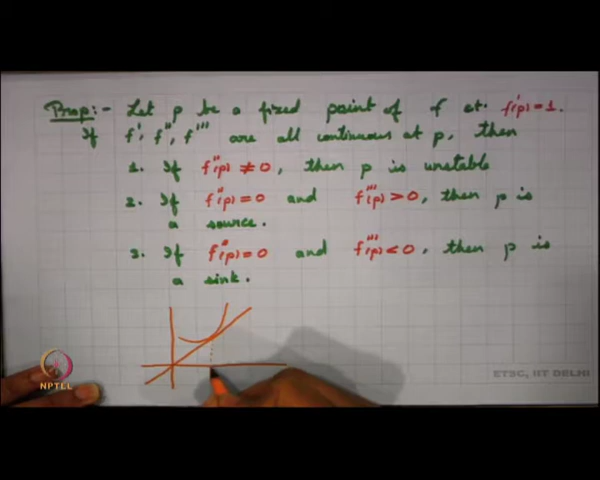 Prop:- Let p be a fixed point of f st. f'(p) = 1.
If f', f'', f''' are all continuous at p, then
1. If f''(p) ≠ 0, then p is unstable
2. If f''(p) = 0 and f'''(p) > 0, then p is
a source.
3. If f''(p) = 0 and f'''(p) < 0, then p is
a sink.
NPTEL
ETSC, IIT DELHI